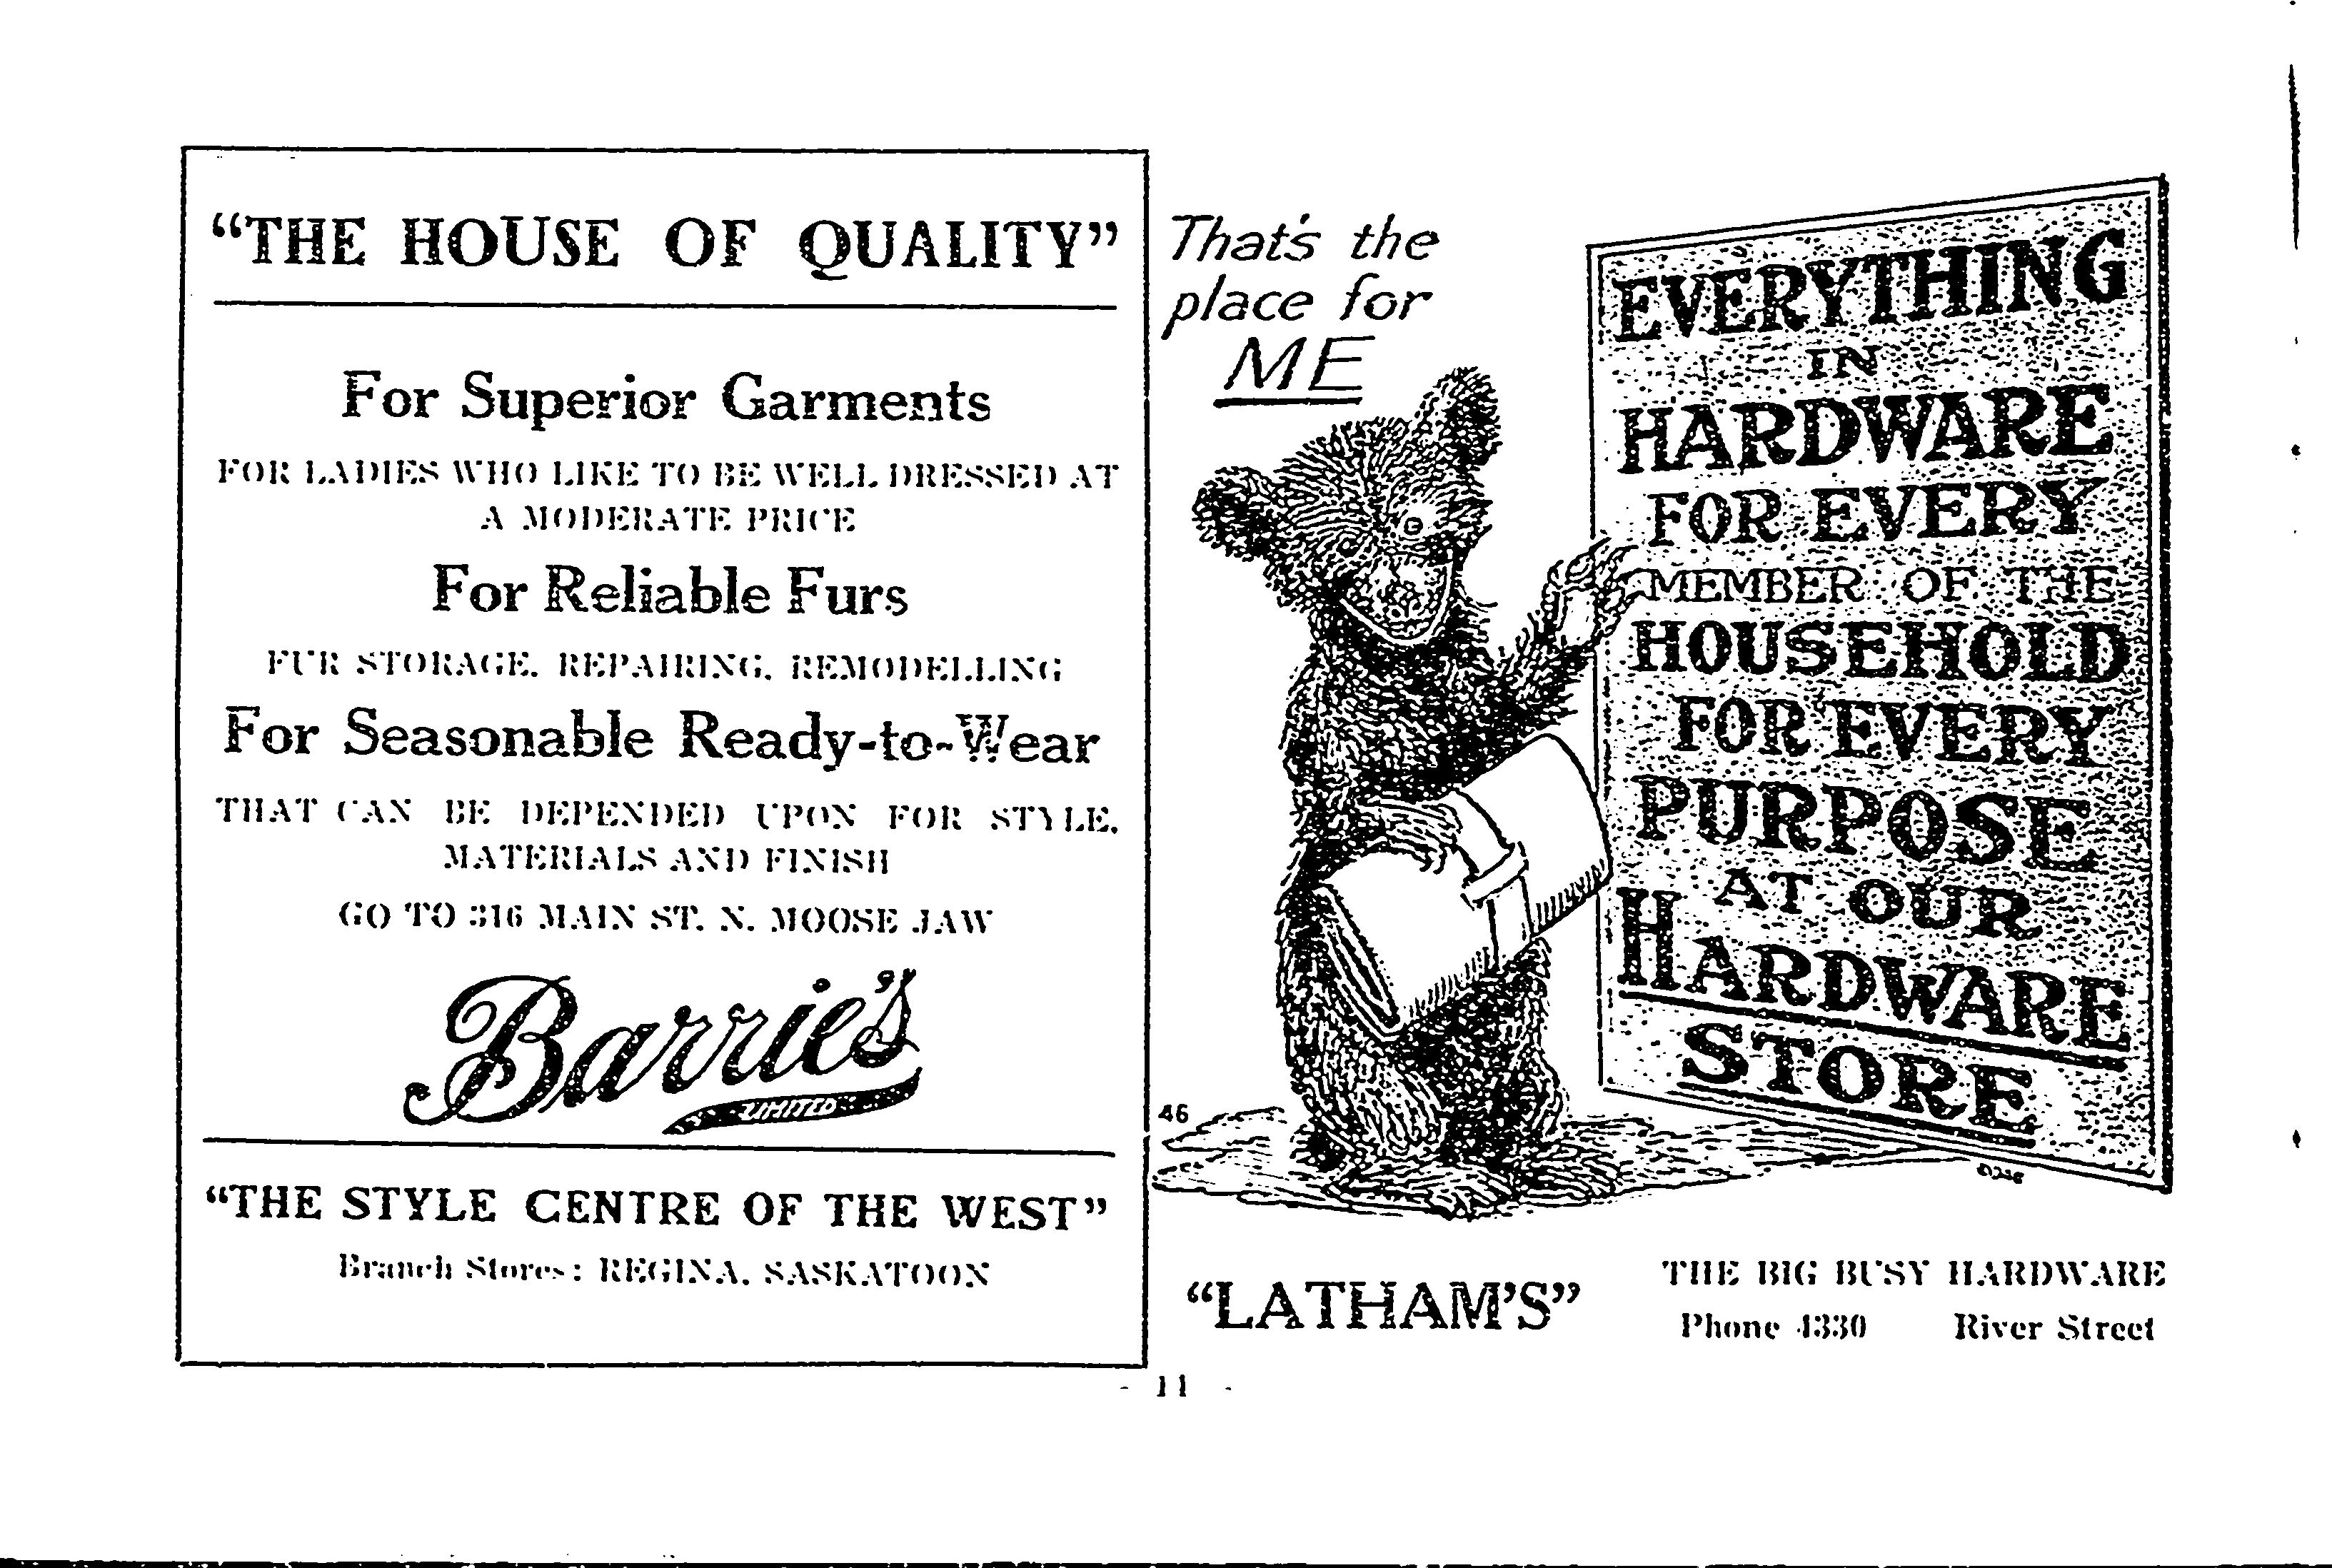 “THE HOUSE OF QUALITY”
For Superior Garments
FOR LADIES WHO LIKE TO BE WELL DRESSED AT
A MODERATE PRICE
For Reliable Furs
FUR STORAGE, REPAIRING, REMODELLING
For Seasonable Ready-to-Wear
THAT CAN BE DEPENDED UPON FOR STYLE,
MATERIALS AND FINISH
GO TO 316 MAIN ST. N. MOOSE JAW
Barrie's
LIMITED
“THE STYLE CENTRE OF THE WEST”
Branch Stores: REGINA, SASKATOON
That's the
place for
ME
46
EVERYTHING
IN
HARDWARE
FOR EVERY
MEMBER OF THE
HOUSEHOLD
FOR EVERY
PURPOSE
AT OUR
HARDWARE
STORE
“LATHAM'S”
THE BIG BUSY HARDWARE
Phone 4330 River Street
- 11 -